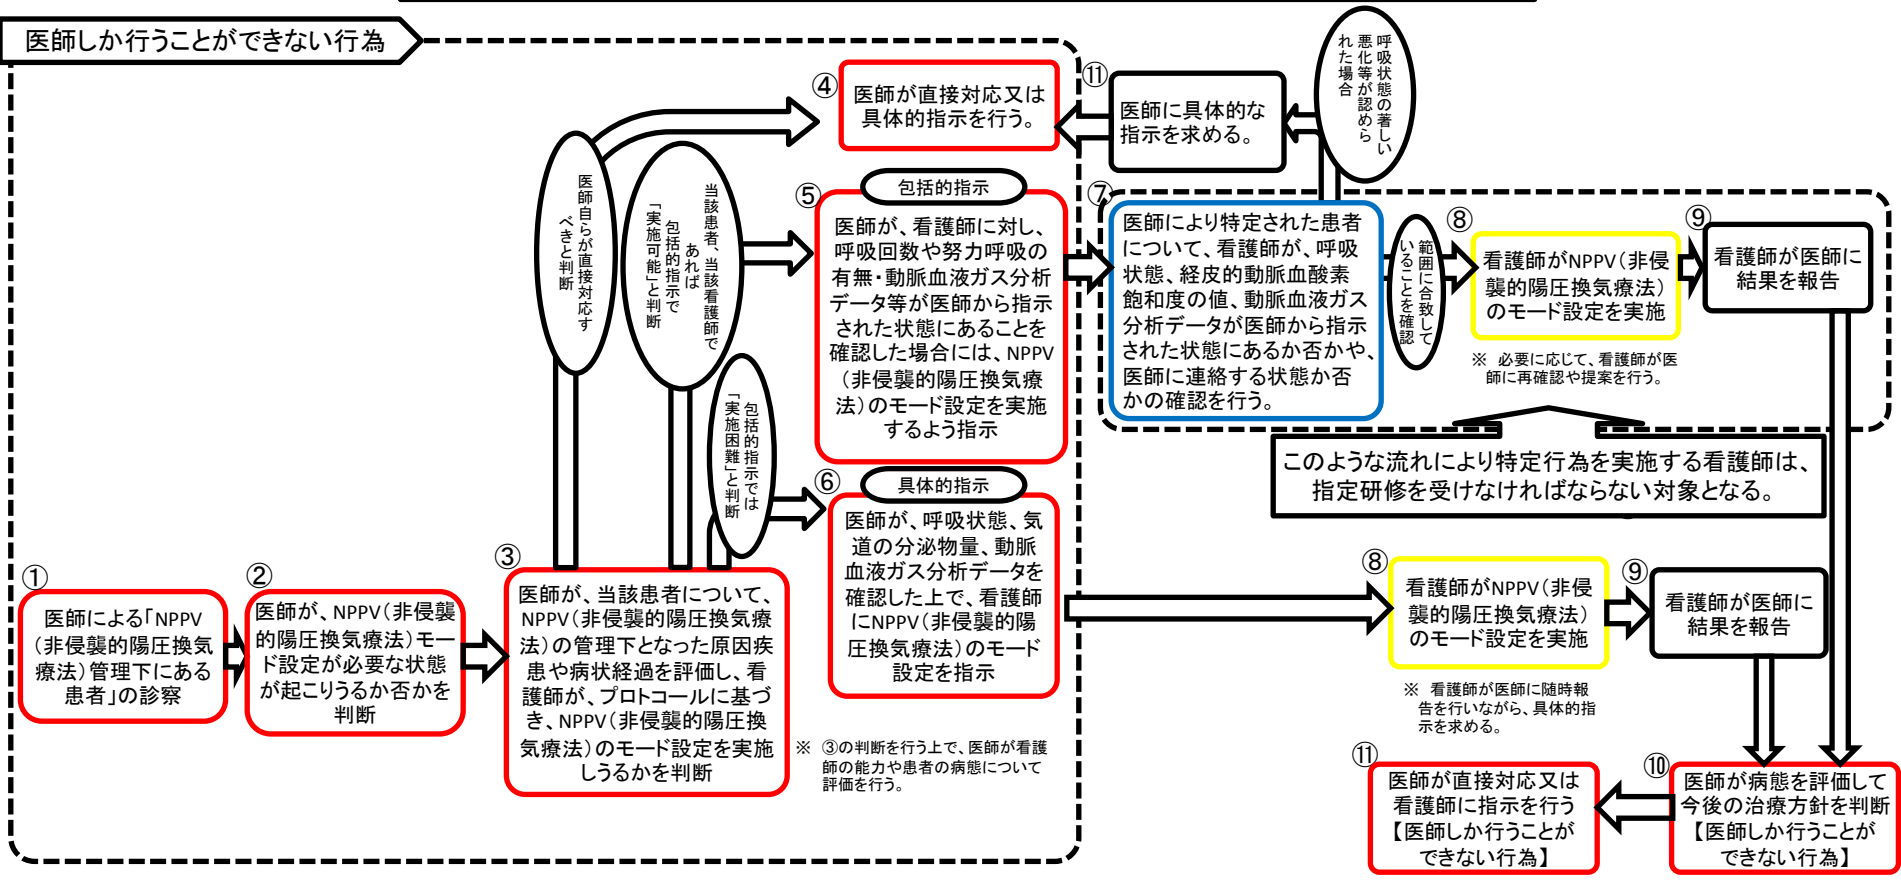 医師しか行うことができない行為
④
医師が直接対応又は
具体的指示を行う。
⑪
医師に具体的な
指示を求める。
呼吸状態の著しい
悪化等が認めら
れた場合
医師自らが直接対応す
べきと判断
当該患者、当該看護師で
あれば
包括的指示で
「実施可能」と判断
包括的指示では
「実施困難」と判断
⑤
包括的指示
医師が、看護師に対し、
呼吸回数や努力呼吸の
有無・動脈血液ガス分析
データ等が医師から指示
された状態にあることを
確認した場合には、NPPV
（非侵襲的陽圧換気療
法）のモード設定を実施
するよう指示
⑦
医師により特定された患者
について、看護師が、呼吸
状態、経皮的動脈血酸素
飽和度の値、動脈血液ガス
分析データが医師から指示
された状態にあるか否かや、
医師に連絡する状態か否
かの確認を行う。
範囲に合致して
いることを確認
⑧
看護師がNPPV（非侵
襲的陽圧換気療法）
のモード設定を実施
※ 必要に応じて、看護師が医
師に再確認や提案を行う。
⑨
看護師が医師に
結果を報告
このような流れにより特定行為を実施する看護師は、
指定研修を受けなければならない対象となる。
⑥
具体的指示
医師が、呼吸状態、気
道の分泌物量、動脈
血液ガス分析データを
確認した上で、看護師
にNPPV（非侵襲的陽
圧換気療法）のモード
設定を指示
①
医師による「NPPV
（非侵襲的陽圧換気
療法）管理下にある
患者」の診察
②
医師が、NPPV（非侵襲
的陽圧換気療法）モー
ド設定が必要な状態
が起こりうるか否かを
判断
③
医師が、当該患者について、
NPPV（非侵襲的陽圧換気療
法）の管理下となった原因疾
患や病状経過を評価し、看
護師が、プロトコールに基づ
き、NPPV（非侵襲的陽圧換
気療法）のモード設定を実施
しうるかを判断
※ ③の判断を行う上で、医師が看護
師の能力や患者の病態について
評価を行う。
⑧
看護師がNPPV（非侵
襲的陽圧換気療法）
のモード設定を実施
※ 看護師が医師に随時報
告を行いながら、具体的指
示を求める。
⑨
看護師が医師に
結果を報告
⑪
医師が直接対応又は
看護師に指示を行う
【医師しか行うことが
できない行為】
⑩
医師が病態を評価して
今後の治療方針を判断
【医師しか行うことが
できない行為】